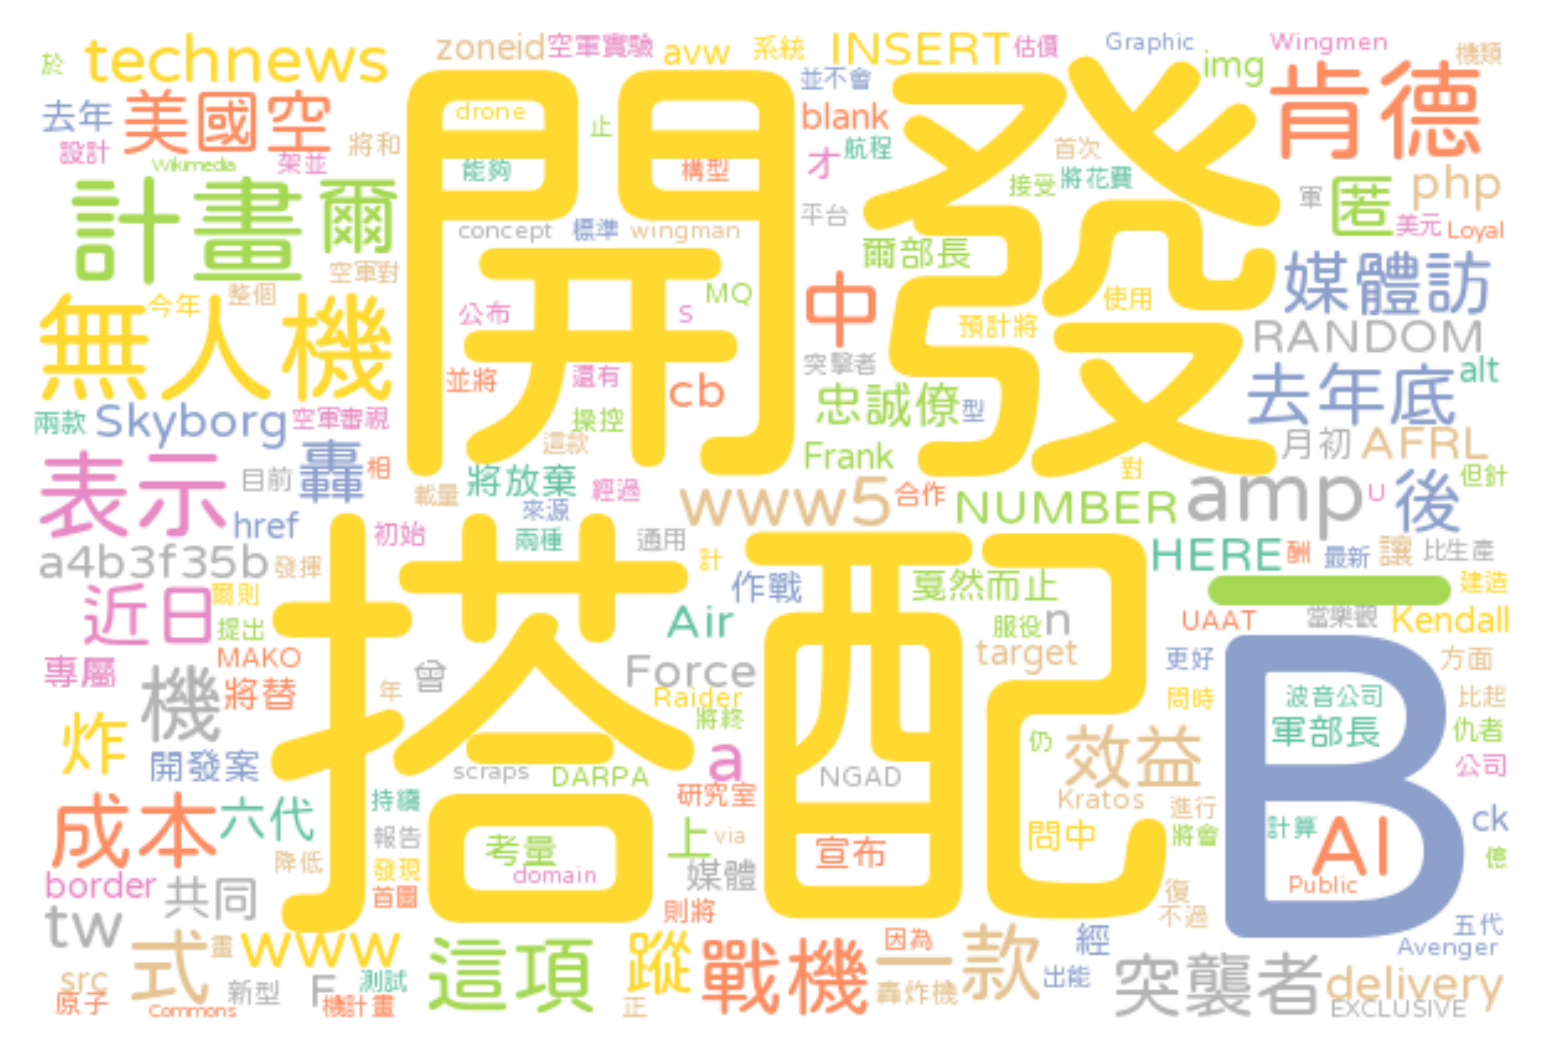 於 technews zoneid 空軍實驗 avw 系統 INSERT 估價 Graphic Wingmen 機類
去年 美國空 開發 並不會 img 肯德
設計 Wikimedia 架並 將和 drone 止 blank 才 航程 首次
計畫 爾 能夠 構型 接受 將花費 軍 匿 php
concept 標準 wingman 平台 美元 Loyal
空軍對 爾部長 媒體訪
無人機 今年 整個 公布 s MQ 中 預計將 使用 RANDOM
並將 還有 cb 突擊者 去年底 alt
兩款 Skyborg 空軍審視 操控 忠誠僚 型
這款 Frank 月初 AFRL
表示 目前 轟 相 載量 將放棄 經過 www5 合作 NUMBER 對 amp U 後 但針
href 初始 來源 兩種 通用
a4b3f35b 發揮 搭配 計 作戰 戛然而止 HERE 酬 最新 讓 比生產
近日 爾則 提出 Air 服役 n 一 建造
UAAT 當樂觀 Kendall
專屬 MAKO 將替 年 曾 Force target 更好 方面
機 Raider 將終 同時 B 波音公司 比起
炸 開發案 scraps DARPA a NGAD 仍 效益 軍部長 仇者
公司
成本 六代 持續 研究室 Kratos 進行
報告 考量 上 via 宣布 問中 將會 計算 AI ck
降低 發現 domain 媒體 Public 億
border 共同 首圖 則將 復
tw 不過 五代
式 畫 www 這項 蹤 戰機 因為 一款 經 Avenger
src 原子 新型 F 測試 轟炸機 出能 突襲者 delivery
Commons 機計畫 正 EXCLUSIVE